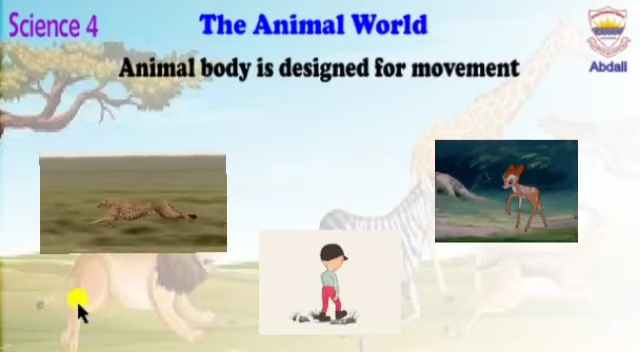 Science 4
The Animal World
Animal body is designed for movement
Abdali